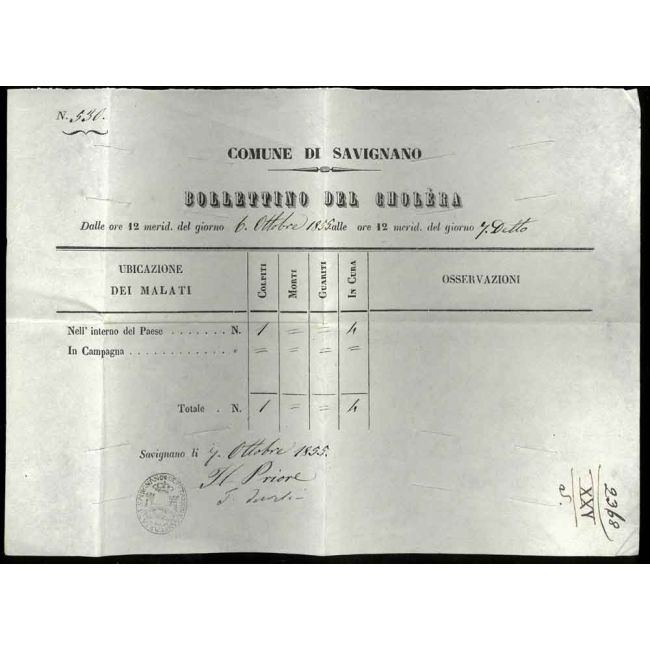 N. 530.
COMUNE DI SAVIGNANO
BOLLETTINO DEL CHOLÈRA
Dalle ore 12 merid. del giorno 6. Ottobre 1855 alle ore 12 merid. del giorno 7. Detto
UBICAZIONE DEI MALATI
COLPITI
MORTI
GUARITI
IN CURA
OSSERVAZIONI
Nell' interno del Paese . . . . . . . N. 1 = = 4
In Campagna . . . . . . . . . . . . " = = = =
Totale . N. 1 = = 4
Savignano li 7. Ottobre 1855.
Il Priore
2368
XXV